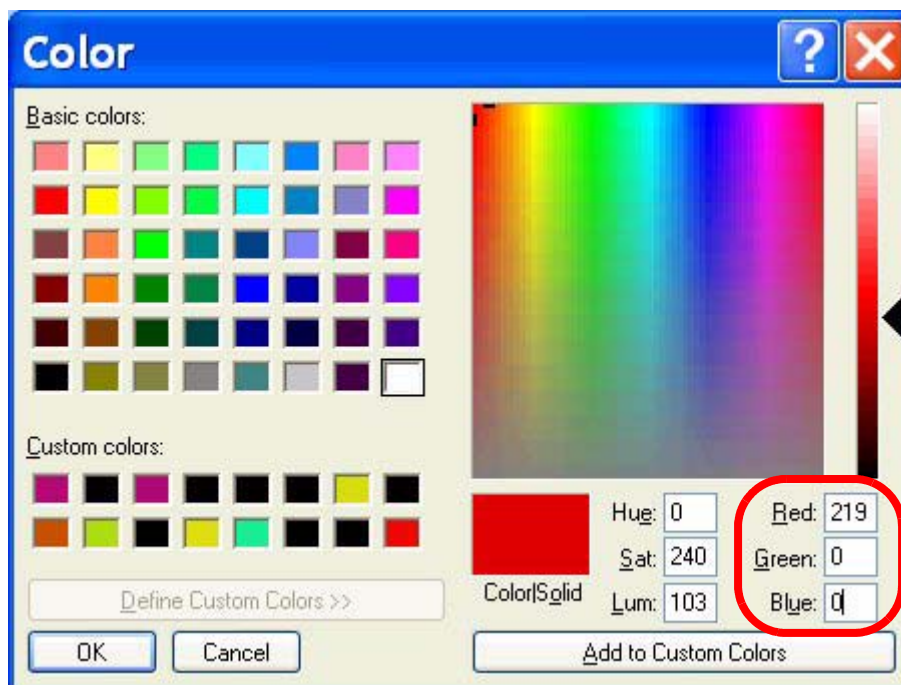 Color
Basic colors:
Custom colors:
Define Custom Colors >>
OK Cancel
Color|Solid
Hue: 0 Red: 219
Sat: 240 Green: 0
Lum: 103 Blue: 0
Add to Custom Colors